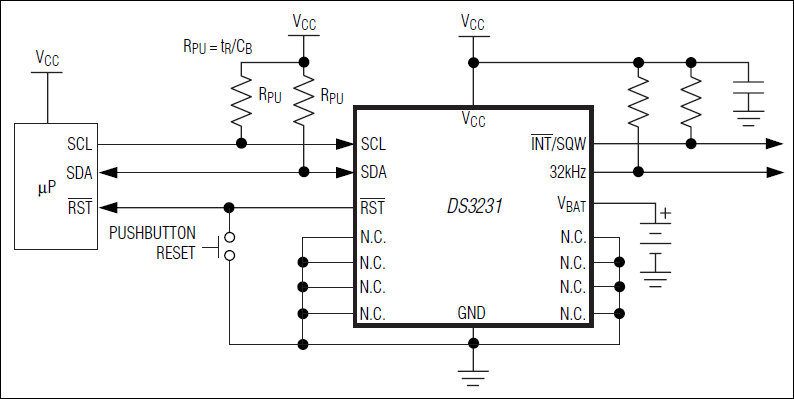 VCC
VCC
RPU = tR/CB
VCC
RPU
RPU
VCC
SCL
SCL
INT/SQW
SDA
SDA
32kHz
µP
RST
RST
DS3231
VBAT
+
PUSHBUTTON
RESET
N.C.
N.C.
N.C.
N.C.
N.C.
N.C.
N.C.
N.C.
GND